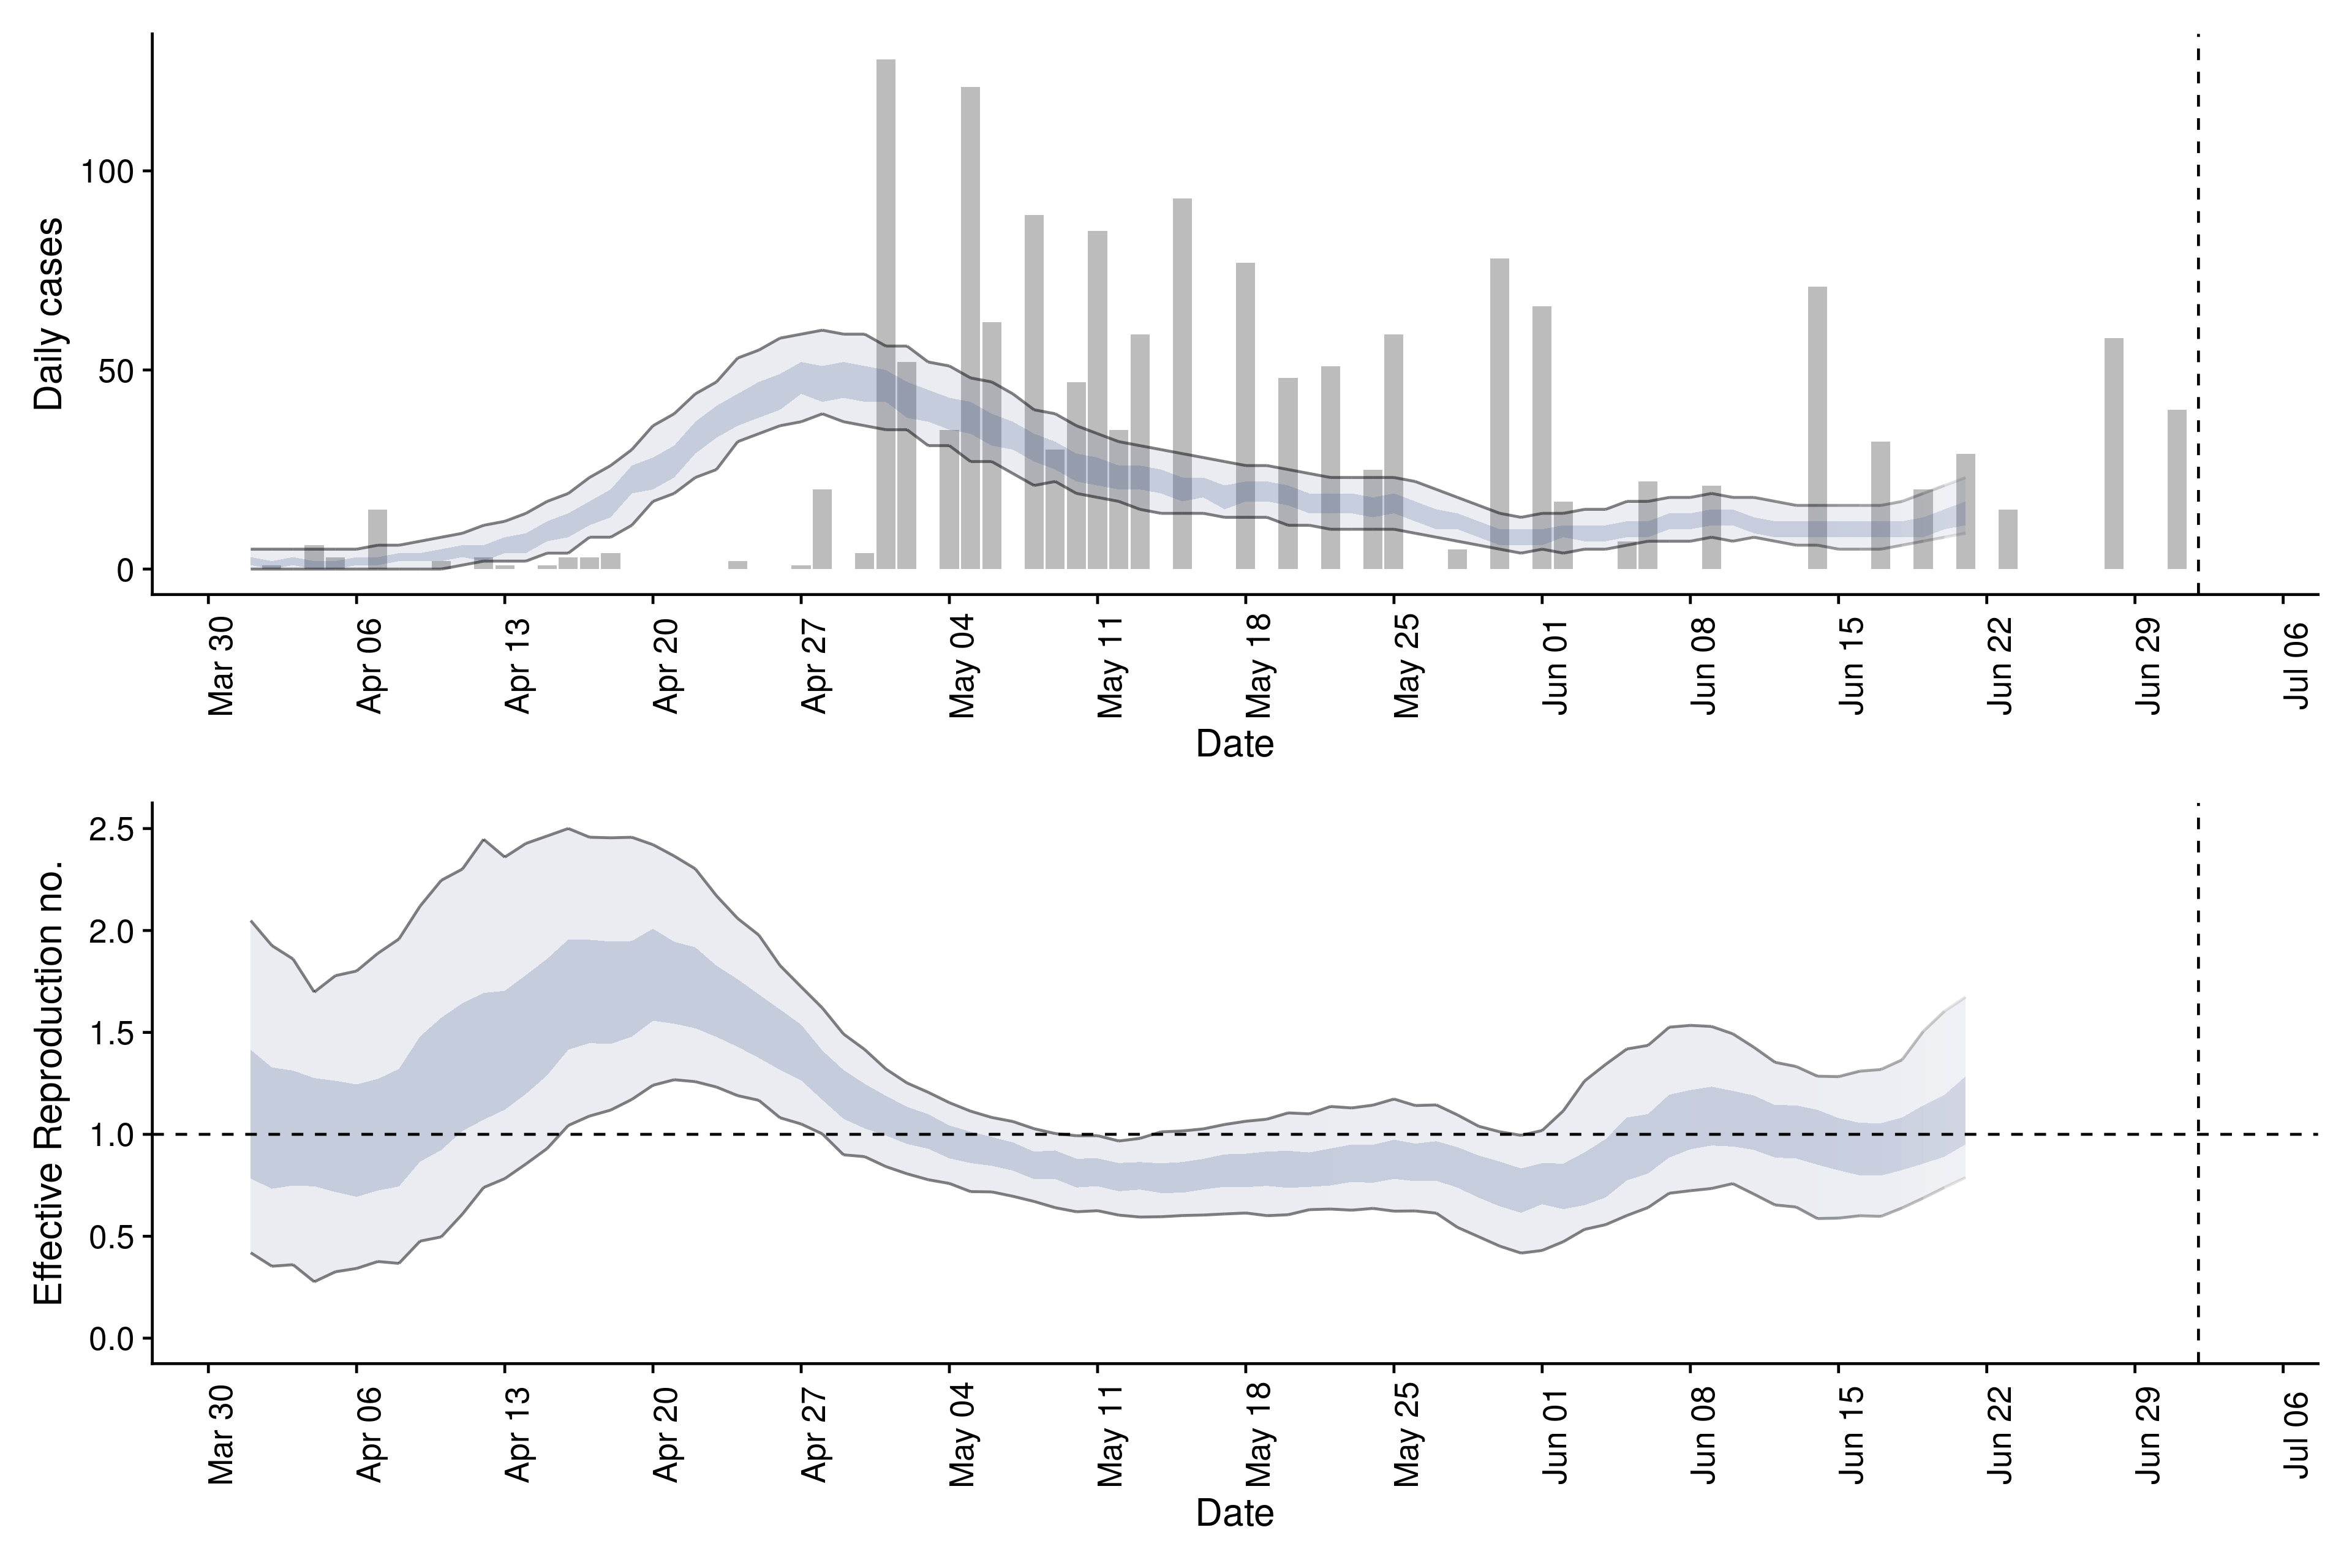 Daily cases
100
50
0
Mar 30
Apr 06
Apr 13
Apr 20
Apr 27
May 04
May 11
May 18
May 25
Jun 01
Jun 08
Jun 15
Jun 22
Jun 29
Jul 06
Date
Effective Reproduction no.
2.5
2.0
1.5
1.0
0.5
0.0
Mar 30
Apr 06
Apr 13
Apr 20
Apr 27
May 04
May 11
May 18
May 25
Jun 01
Jun 08
Jun 15
Jun 22
Jun 29
Jul 06
Date